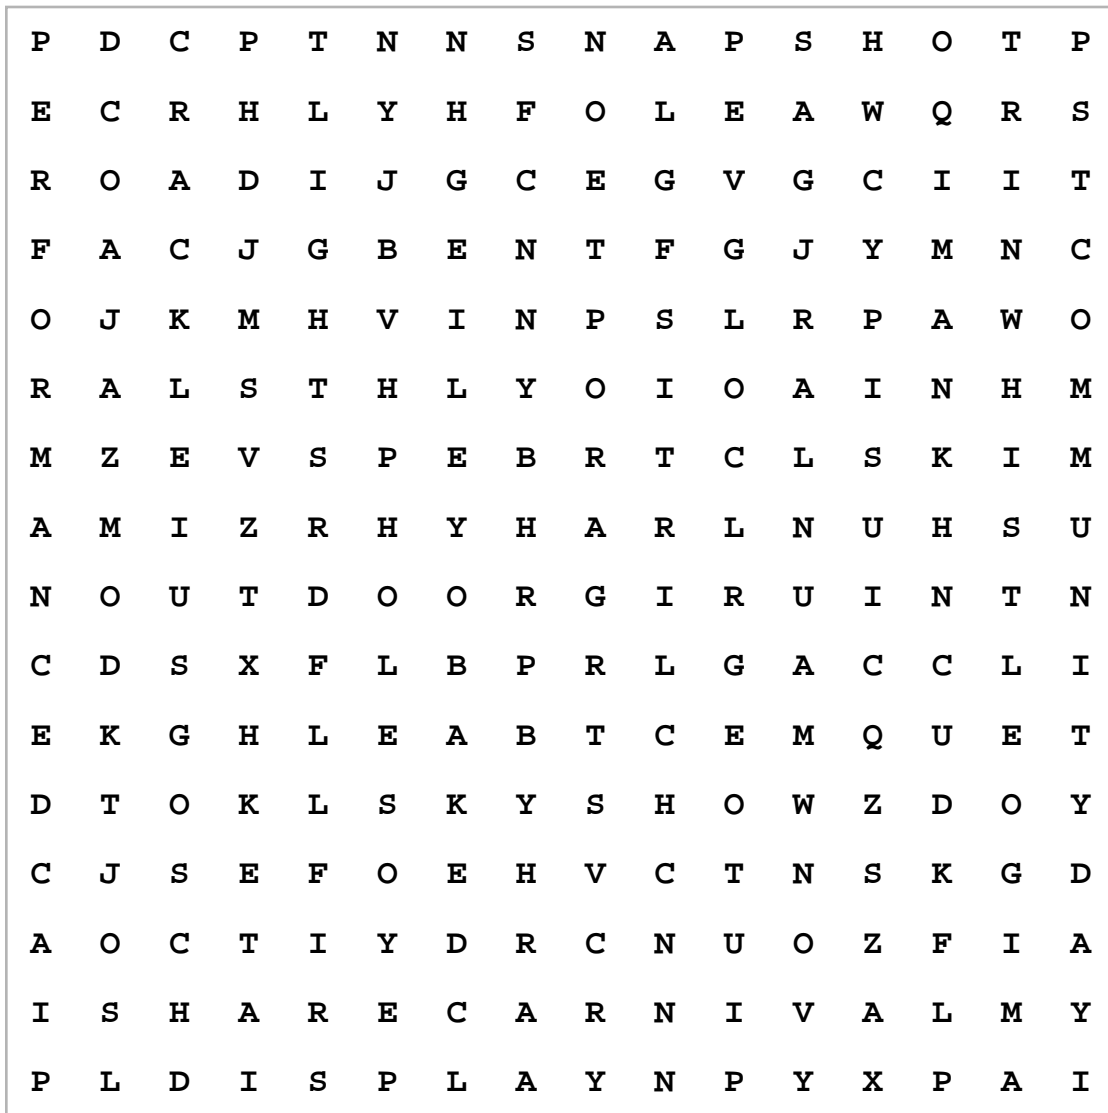 P D C P T N N S N A P S H O T P
E C R H L Y H F O L E A W Q R S
R O A D I J G C E G V G C I I T
F A C J G B E N T F G J Y M N C
O J K M H V I N P S L R P A W O
R A L S T H L Y O I O A I N H M
M Z E V S P E B R T C L S K I M
A M I Z R H Y H A R L N U H S U
N O U T D O O R G I R U I N T N
C D S X F L B P R L G A C C L I
E K G H L E A B T C E M Q U E T
D T O K L S K Y S H O W Z D O Y
C J S E F O E H V C T N S K G D
A O C T I Y D R C N U O Z F I A
I S H A R E C A R N I V A L M Y
P L D I S P L A Y N P Y X P A I